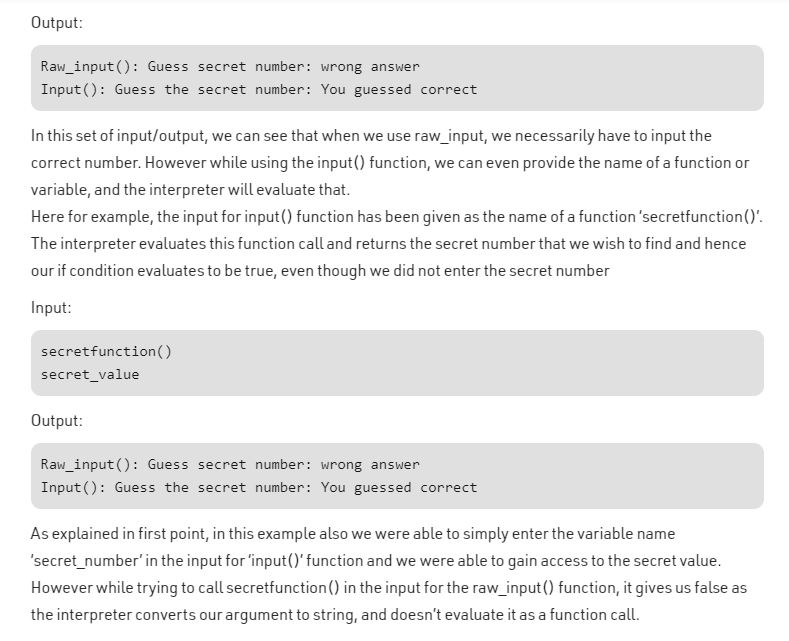 Output:
Raw_input(): Guess secret number: wrong answer
Input(): Guess the secret number: You guessed correct
In this set of input/output, we can see that when we use raw_input, we necessarily have to input the
correct number. However while using the input() function, we can even provide the name of a function or
variable, and the interpreter will evaluate that.
Here for example, the input for input() function has been given as the name of a function 'secretfunction()'.
The interpreter evaluates this function call and returns the secret number that we wish to find and hence
our if condition evaluates to be true, even though we did not enter the secret number
Input:
secretfunction()
secret_value
Output:
Raw_input(): Guess secret number: wrong answer
Input(): Guess the secret number: You guessed correct
As explained in first point, in this example also we were able to simply enter the variable name
'secret_number' in the input for 'input()' function and we were able to gain access to the secret value.
However while trying to call secretfunction() in the input for the raw_input() function, it gives us false as
the interpreter converts our argument to string, and doesn't evaluate it as a function call.